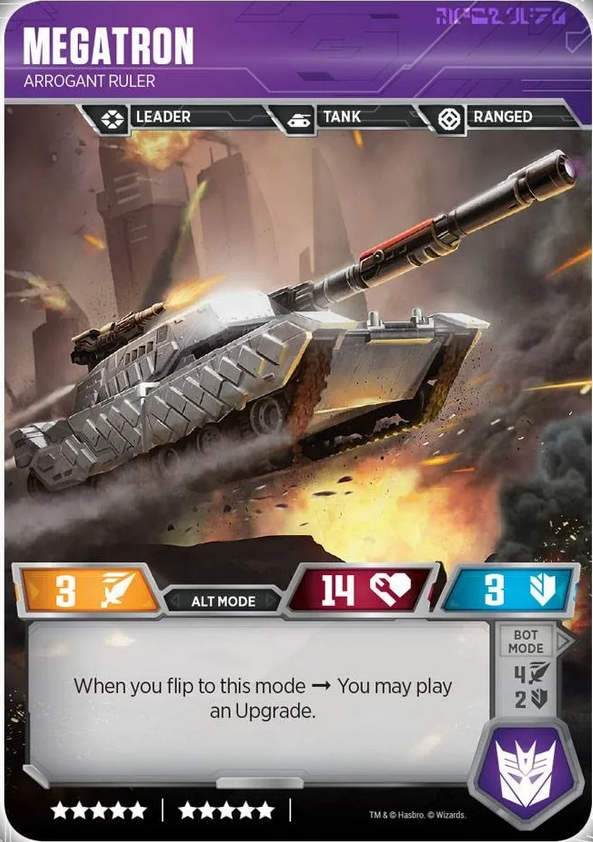 MEGATRON
ARROGANT RULER
LEADER TANK RANGED
3 ALT MODE 14 3
When you flip to this mode → You may play
an Upgrade.
BOT
MODE
4
2
TM & © Hasbro. © Wizards.